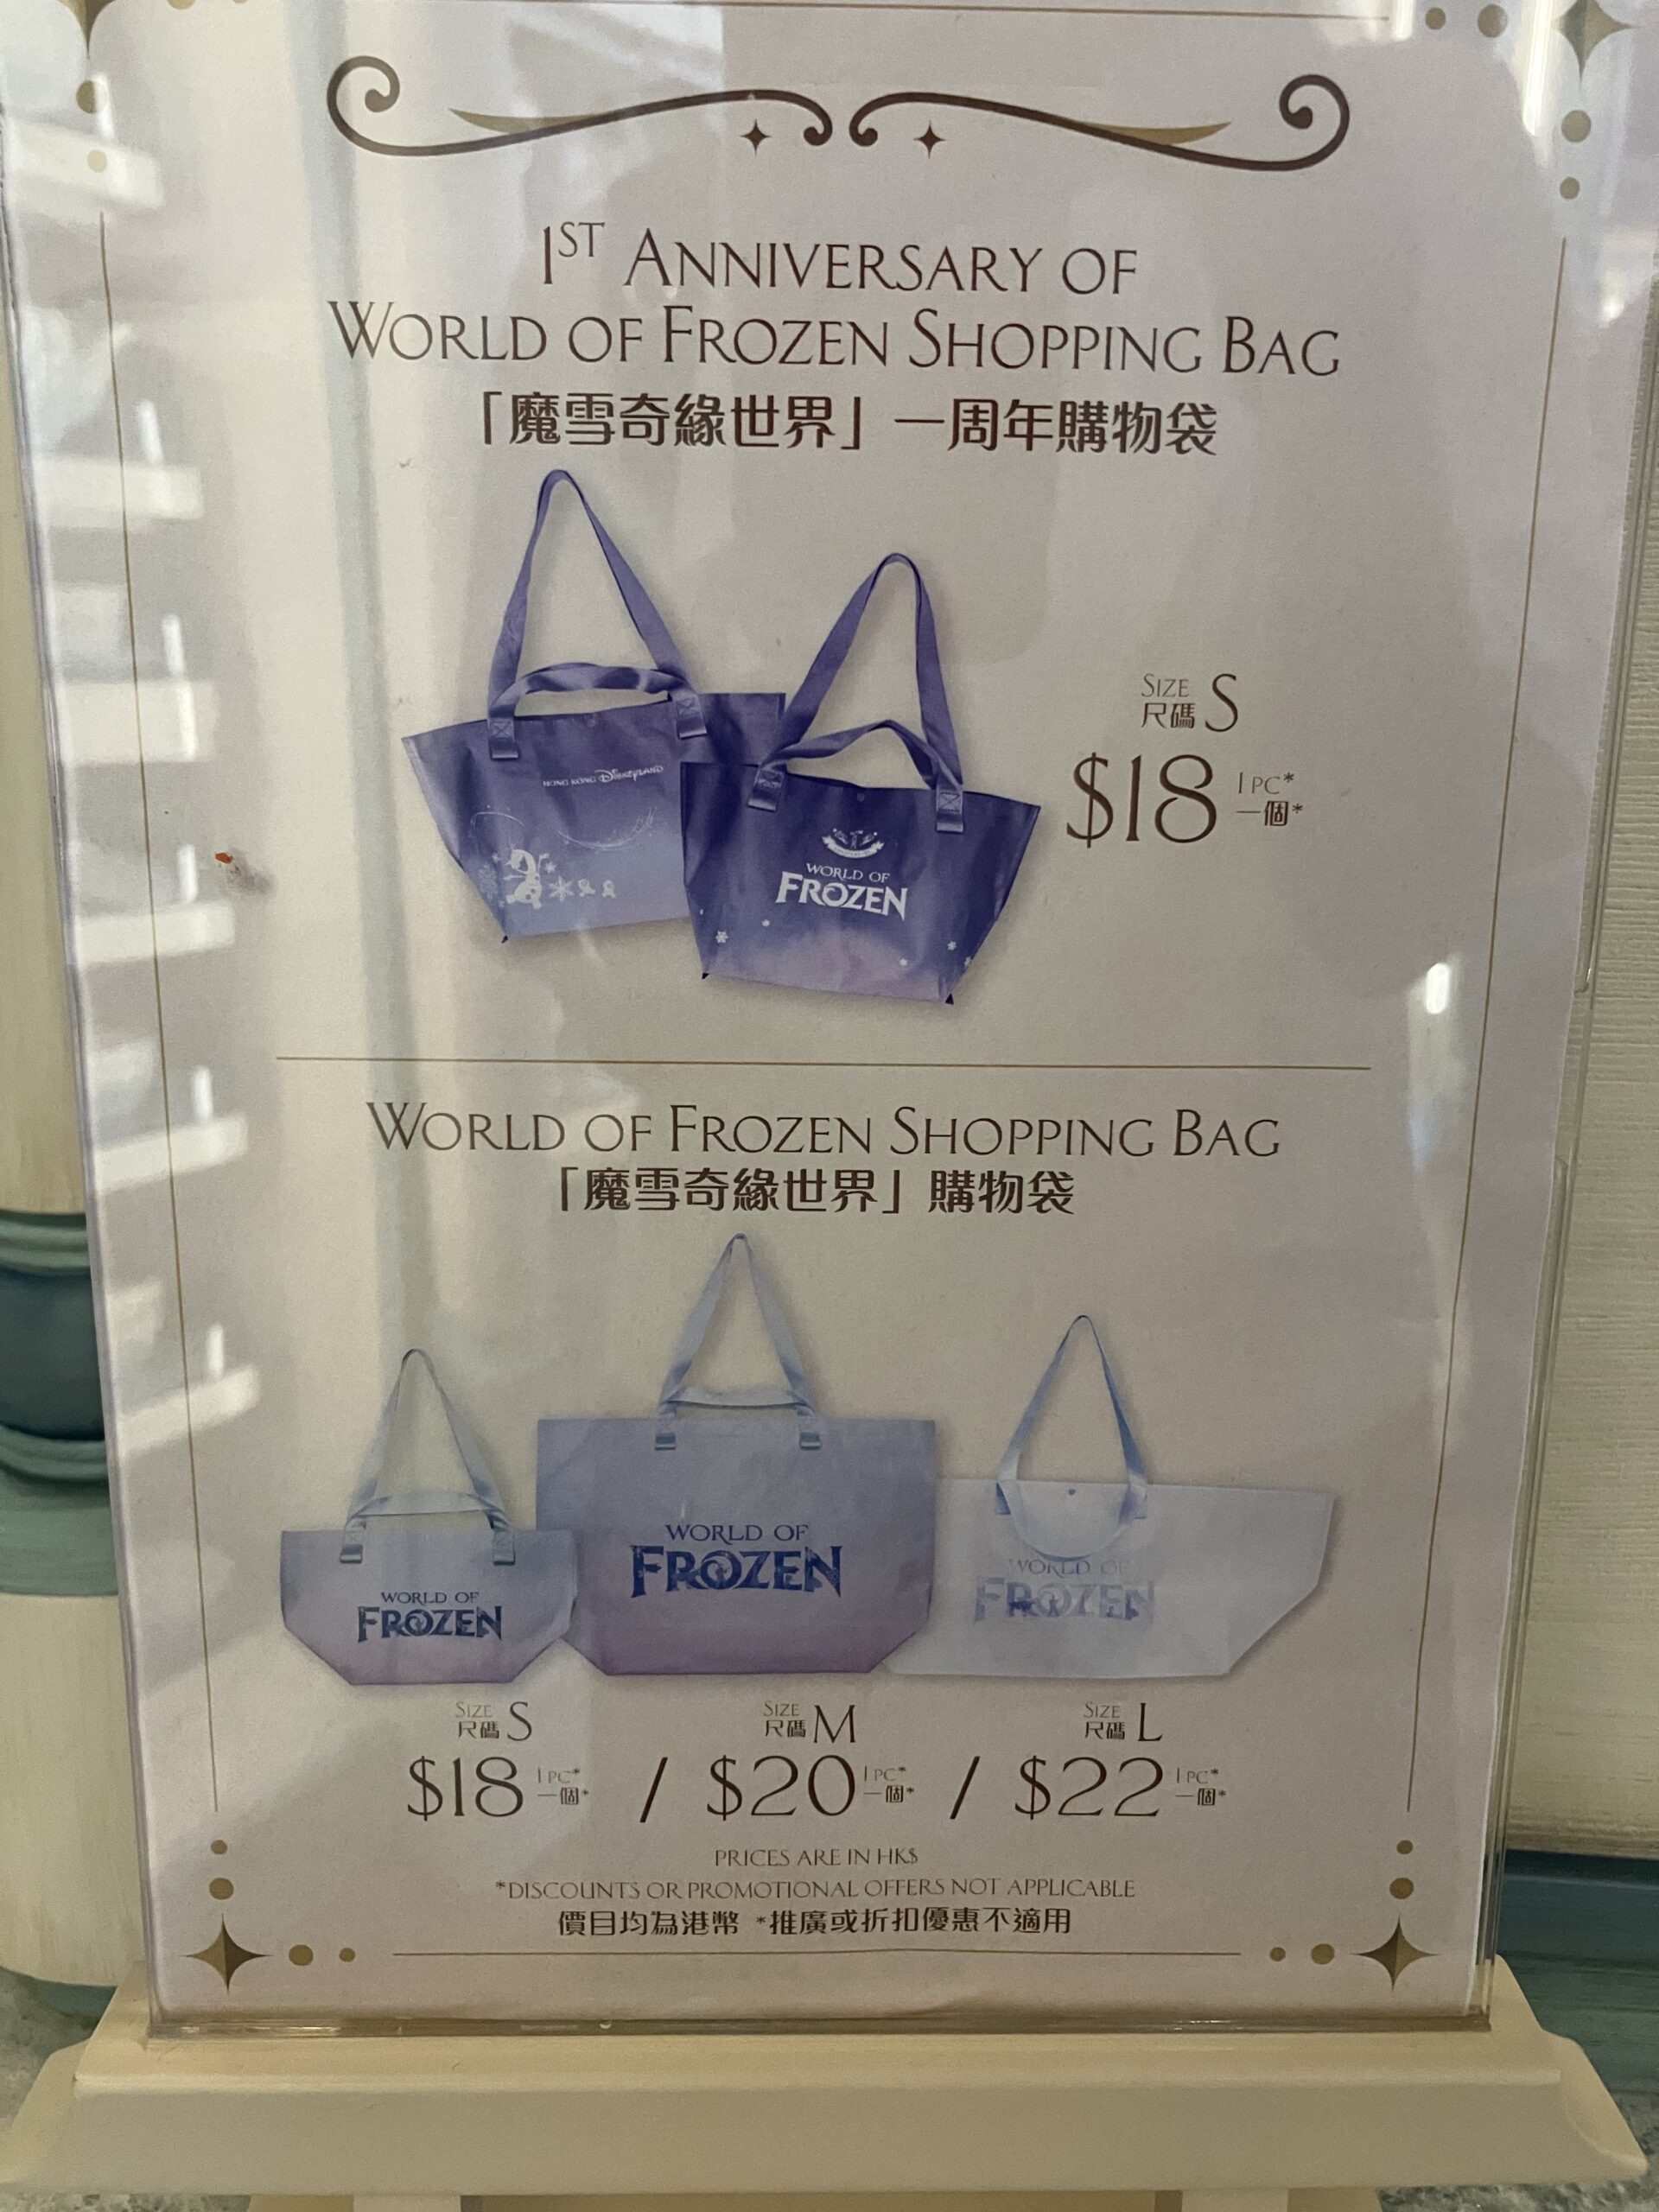 1ST ANNIVERSARY OF
WORLD OF FROZEN SHOPPING BAG
「魔雪奇緣世界」一周年購物袋
HONG KONG DISNEYLAND
WORLD OF
FROZEN
SIZE
尺碼 S
$18 1 PC*
一個*
WORLD OF FROZEN SHOPPING BAG
「魔雪奇緣世界」購物袋
WORLD OF
FROZEN
WORLD OF
FROZEN
WORLD OF
FROZEN
SIZE
尺碼 S
$18 1 PC*
一個*
/
SIZE
尺碼 M
$20 1 PC*
一個*
/
SIZE
尺碼 L
$22 1 PC*
一個*
PRICES ARE IN HK$
*DISCOUNTS OR PROMOTIONAL OFFERS NOT APPLICABLE
價目均為港幣 *推廣或折扣優惠不適用